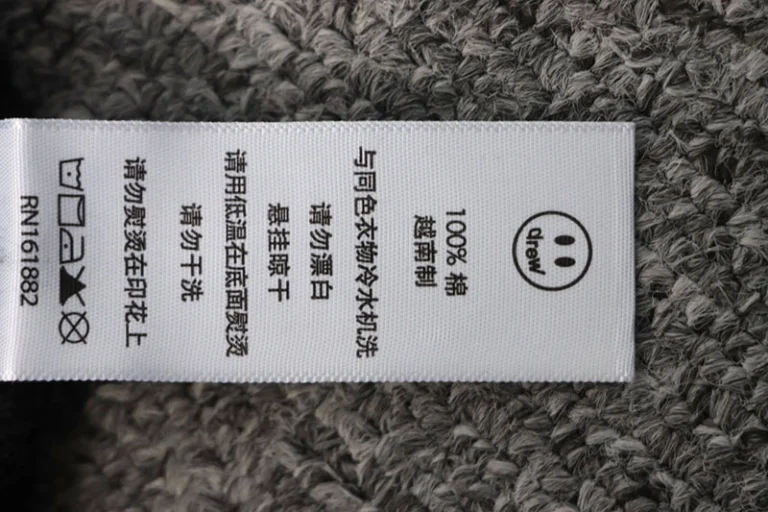 drew
100% 棉
越南制
与同色衣物冷水机洗
请勿漂白
悬挂晾干
请用低温在底面熨烫
请勿干洗
请勿熨烫在印花上
RN161882